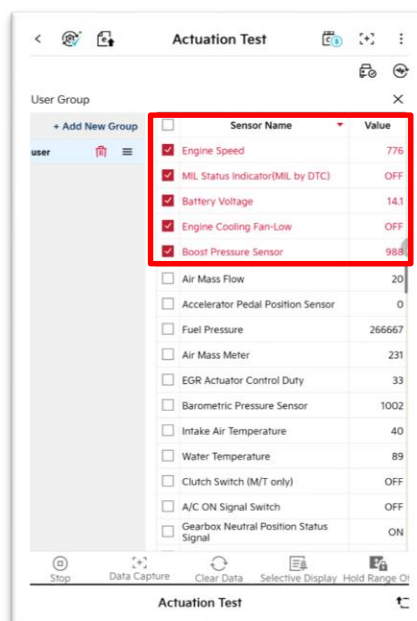 Actuation Test
User Group
+ Add New Group
Sensor Name Value
user
Engine Speed 776
MIL Status Indicator(MIL by DTC) OFF
Battery Voltage 14.1
Engine Cooling Fan-Low OFF
Boost Pressure Sensor 988
Air Mass Flow 20
Accelerator Pedal Position Sensor 0
Fuel Pressure 266667
Air Mass Meter 231
EGR Actuator Control Duty 33
Barometric Pressure Sensor 1002
Intake Air Temperature 40
Water Temperature 89
Clutch Switch (M/T only) OFF
A/C ON Signal Switch OFF
Gearbox Neutral Position Status
Signal ON
Stop Data Capture Clear Data Selective Display Hold Range Of
Actuation Test